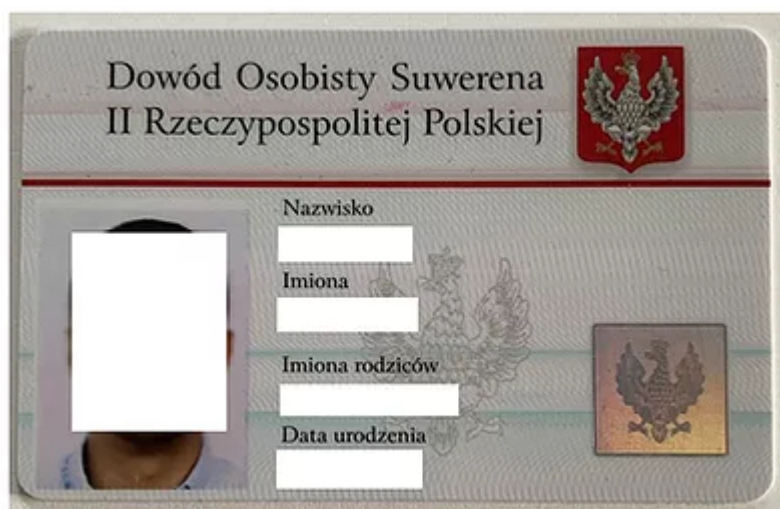 Dowód Osobisty Suwerena
II Rzeczypospolitej Polskiej
Nazwisko
Imiona
Imiona rodziców
Data urodzenia